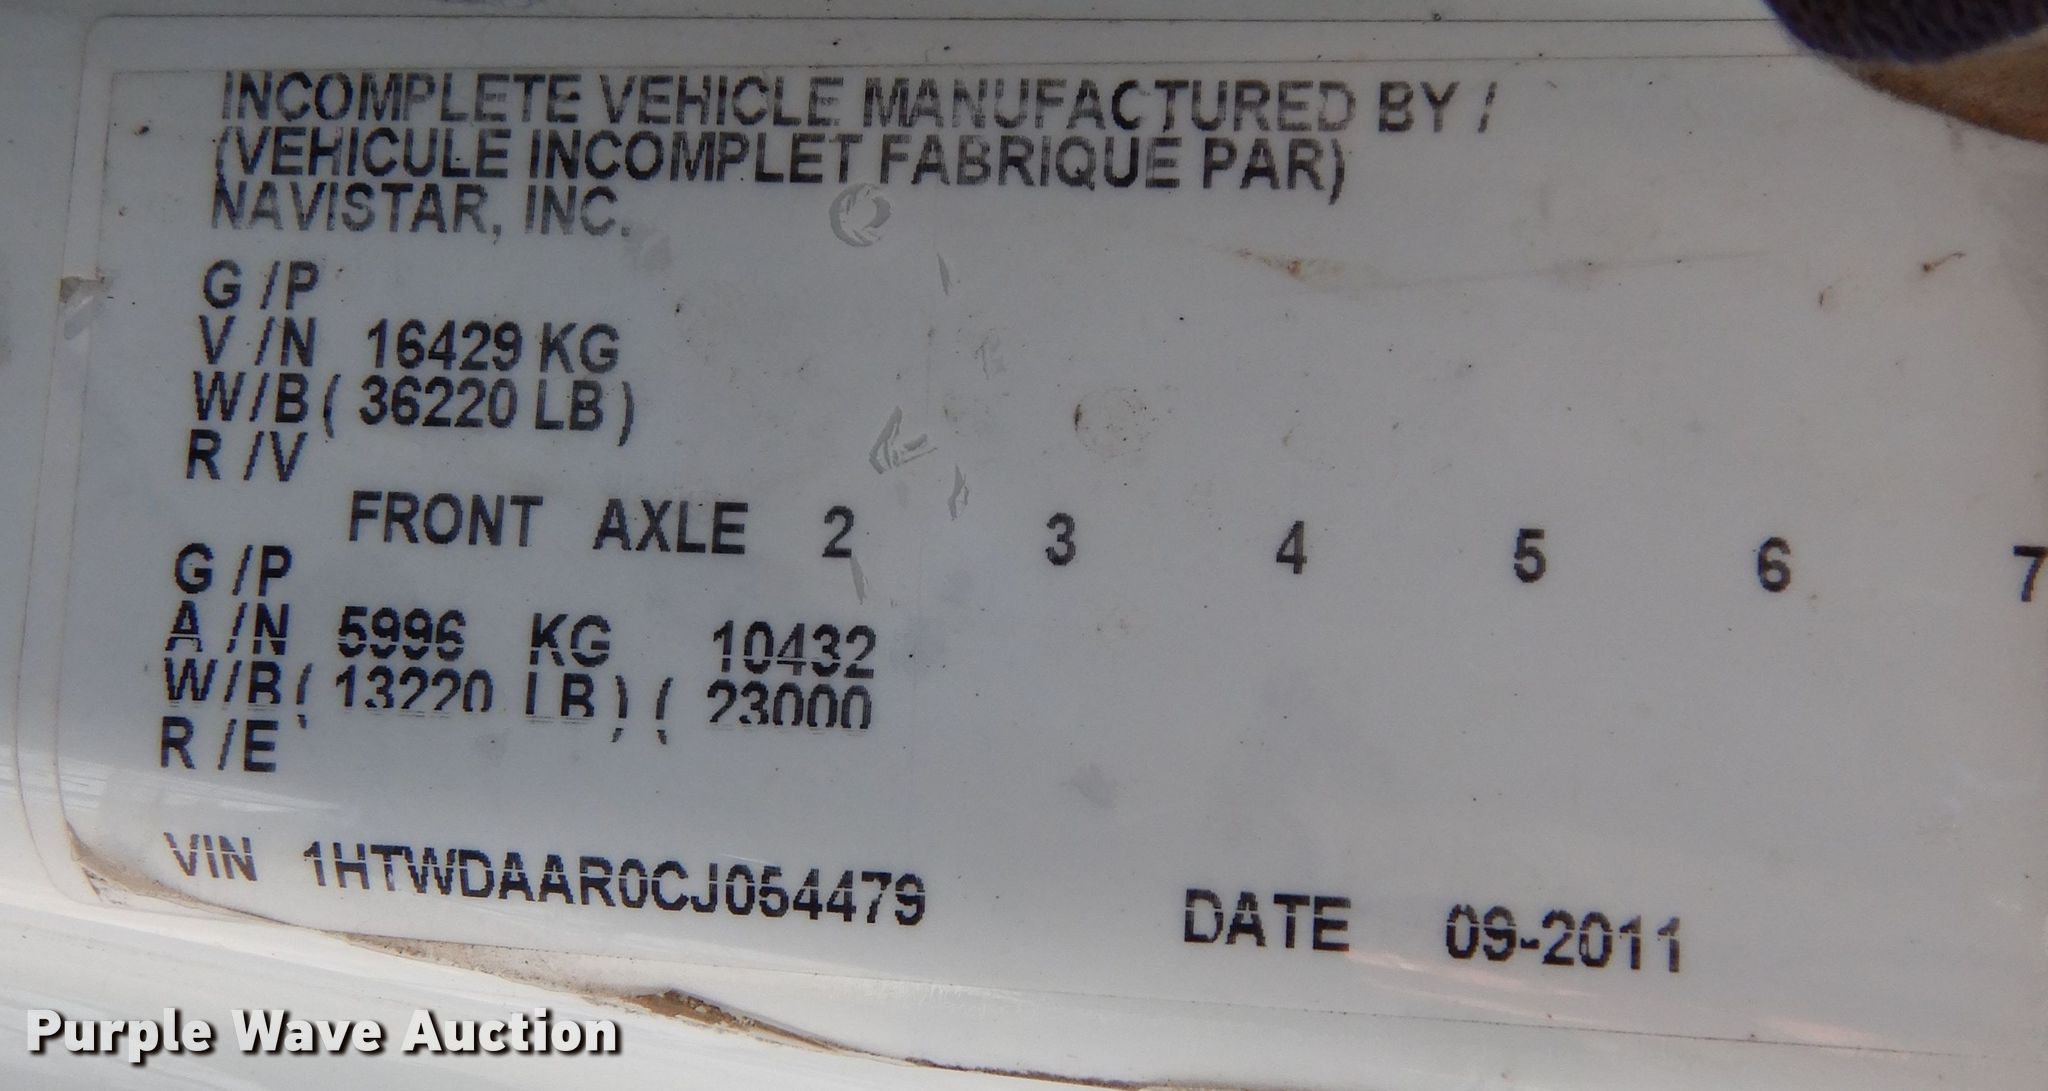 INCOMPLETE VEHICLE MANUFACTURED BY /
(VEHICULE INCOMPLET FABRIQUE PAR)
NAVISTAR, INC.
G /P
V /N 16429 KG
W/B ( 36220 LB )
R /V
FRONT AXLE 2 3 4 5 6 7
G /P
A /N 5996 KG 10432
W/B ( 13220 LB ) ( 23000
R /E
VIN 1HTWDAAR0CJ054479 DATE 09-2011
Purple Wave Auction